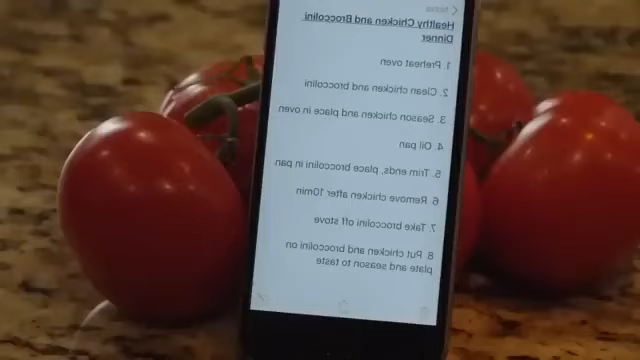 Notes
Healthy Chicken and Broccolini
Dinner
1. Preheat oven
2. Clean chicken and broccolini
3. Season chicken and place in oven
4. Oil pan
5. Trim ends, place broccolini in pan
6. Remove chicken after 10min
7. Take broccolini off stove
8. Put chicken and broccolini on
plate and season to taste